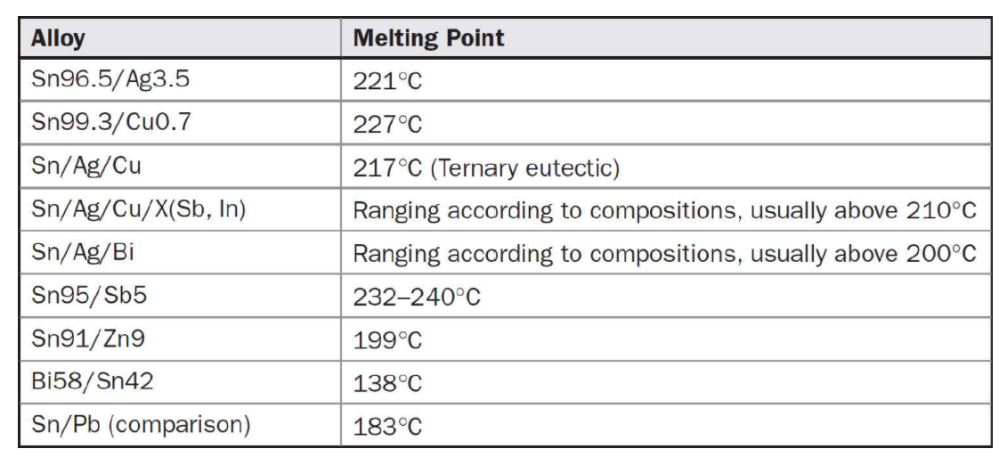 Alloy Melting Point
Sn96.5/Ag3.5 221°C
Sn99.3/Cu0.7 227°C
Sn/Ag/Cu 217°C (Ternary eutectic)
Sn/Ag/Cu/X(Sb, In) Ranging according to compositions, usually above 210°C
Sn/Ag/Bi Ranging according to compositions, usually above 200°C
Sn95/Sb5 232–240°C
Sn91/Zn9 199°C
Bi58/Sn42 138°C
Sn/Pb (comparison) 183°C